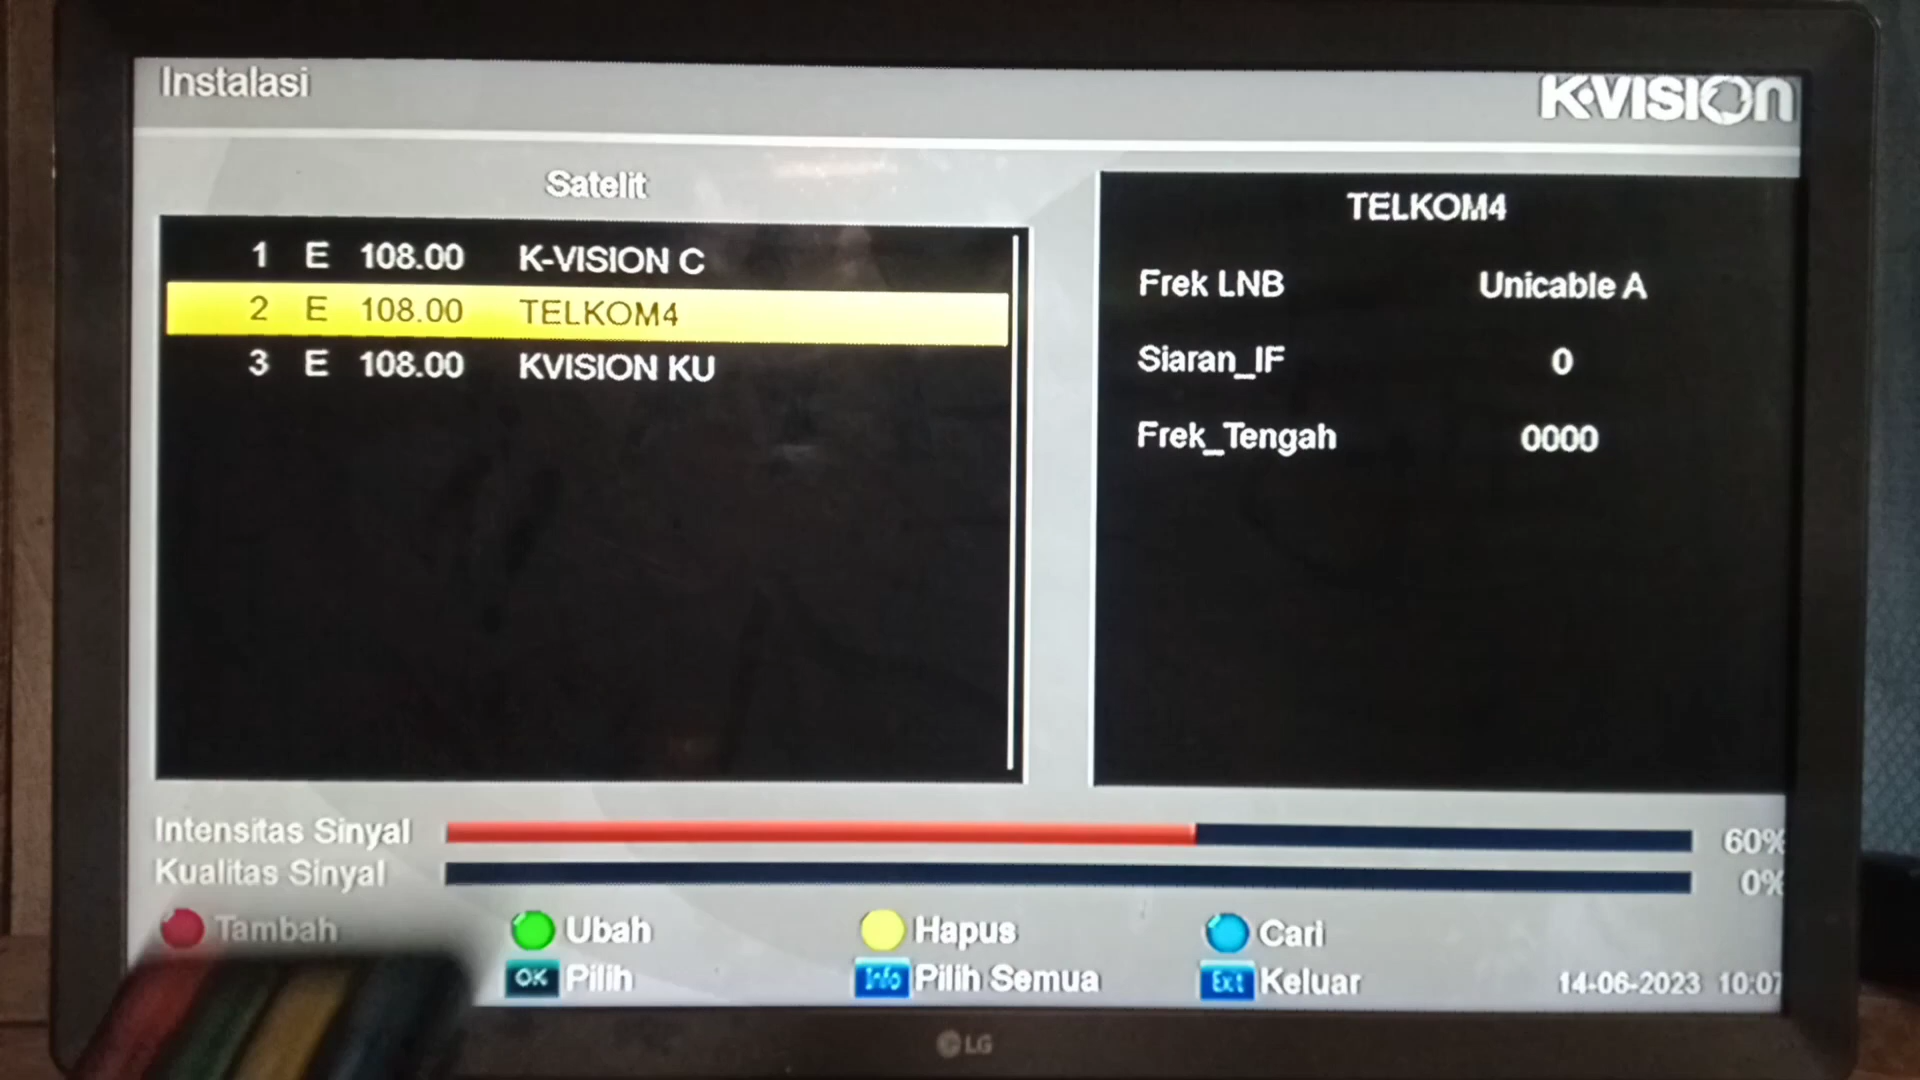 Instalasi
K-VISION
Satelit
1 E 108.00 K-VISION C
2 E 108.00 TELKOM4
3 E 108.00 KVISION KU
TELKOM4
Frek LNB Unicable A
Siaran_IF 0
Frek_Tengah 0000
Intensitas Sinyal 60%
Kualitas Sinyal 0%
Tambah Ubah Hapus Cari
OK Pilih Info Pilih Semua Exit Keluar 14-06-2023 10:07
LG